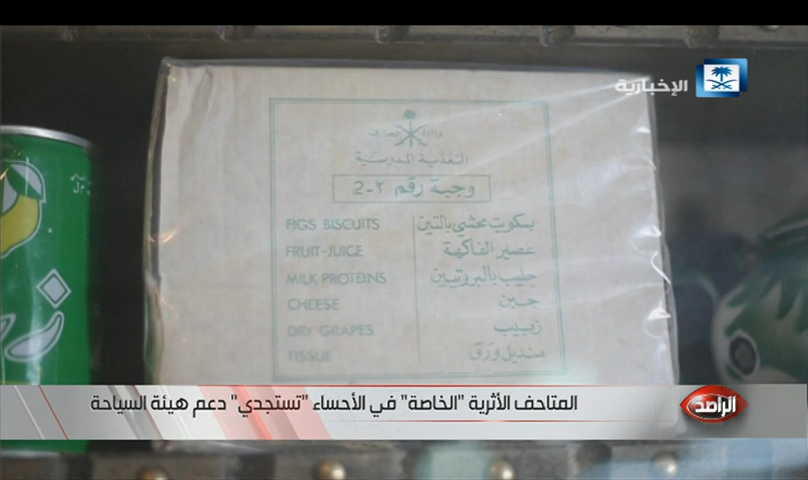 الإخبارية
وزارة المعارف
التغذية المدرسية
وجبة رقم ٢-2
FIGS BISCUITS بسكويت محشي بالتين
FRUIT-JUICE عصير الفاكهة
MILK PROTEINS حليب بالبروتيين
CHEESE جبن
DRY GRAPES زبيب
TISSUE منديل ورق
المتاحف الأثرية "الخاصة" في الأحساء "تستجدي" دعم هيئة السياحة
الراصد